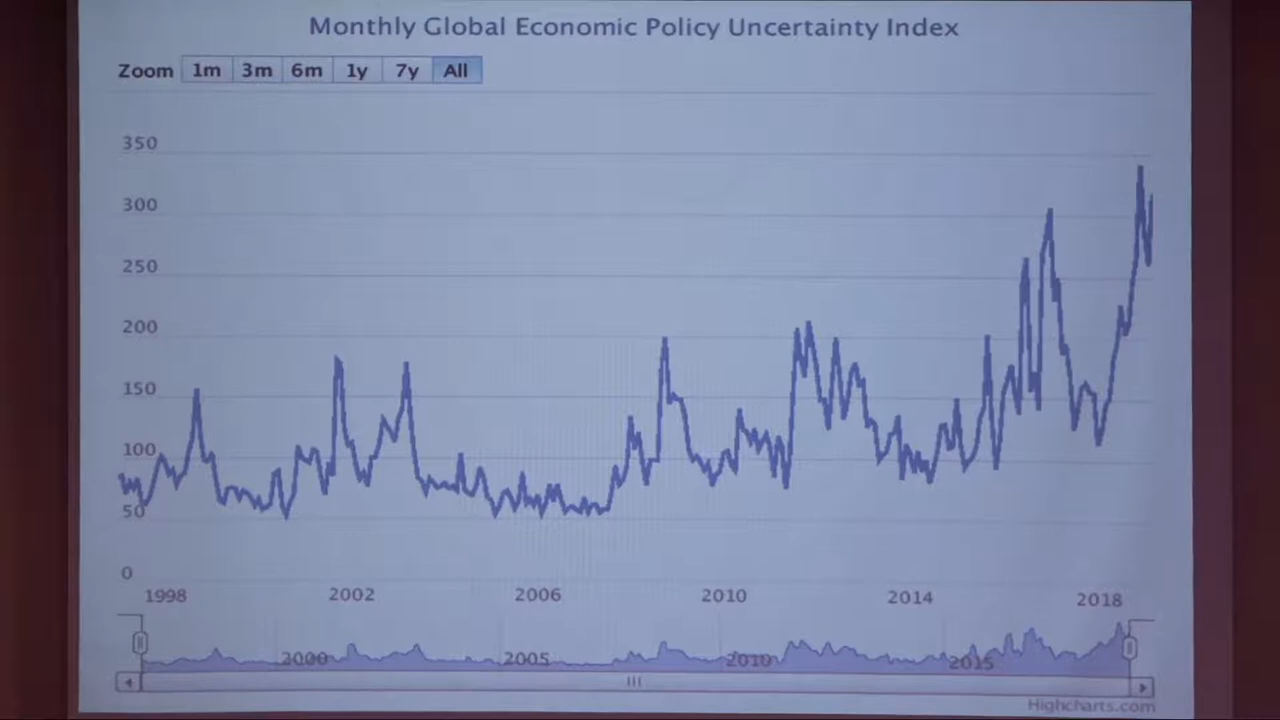 Monthly Global Economic Policy Uncertainty Index
Zoom 1m 3m 6m 1y 7y All
350
300
250
200
150
100
50
0
1998 2002 2006 2010 2014 2018
2000 2005 2010 2015
Highcharts.com